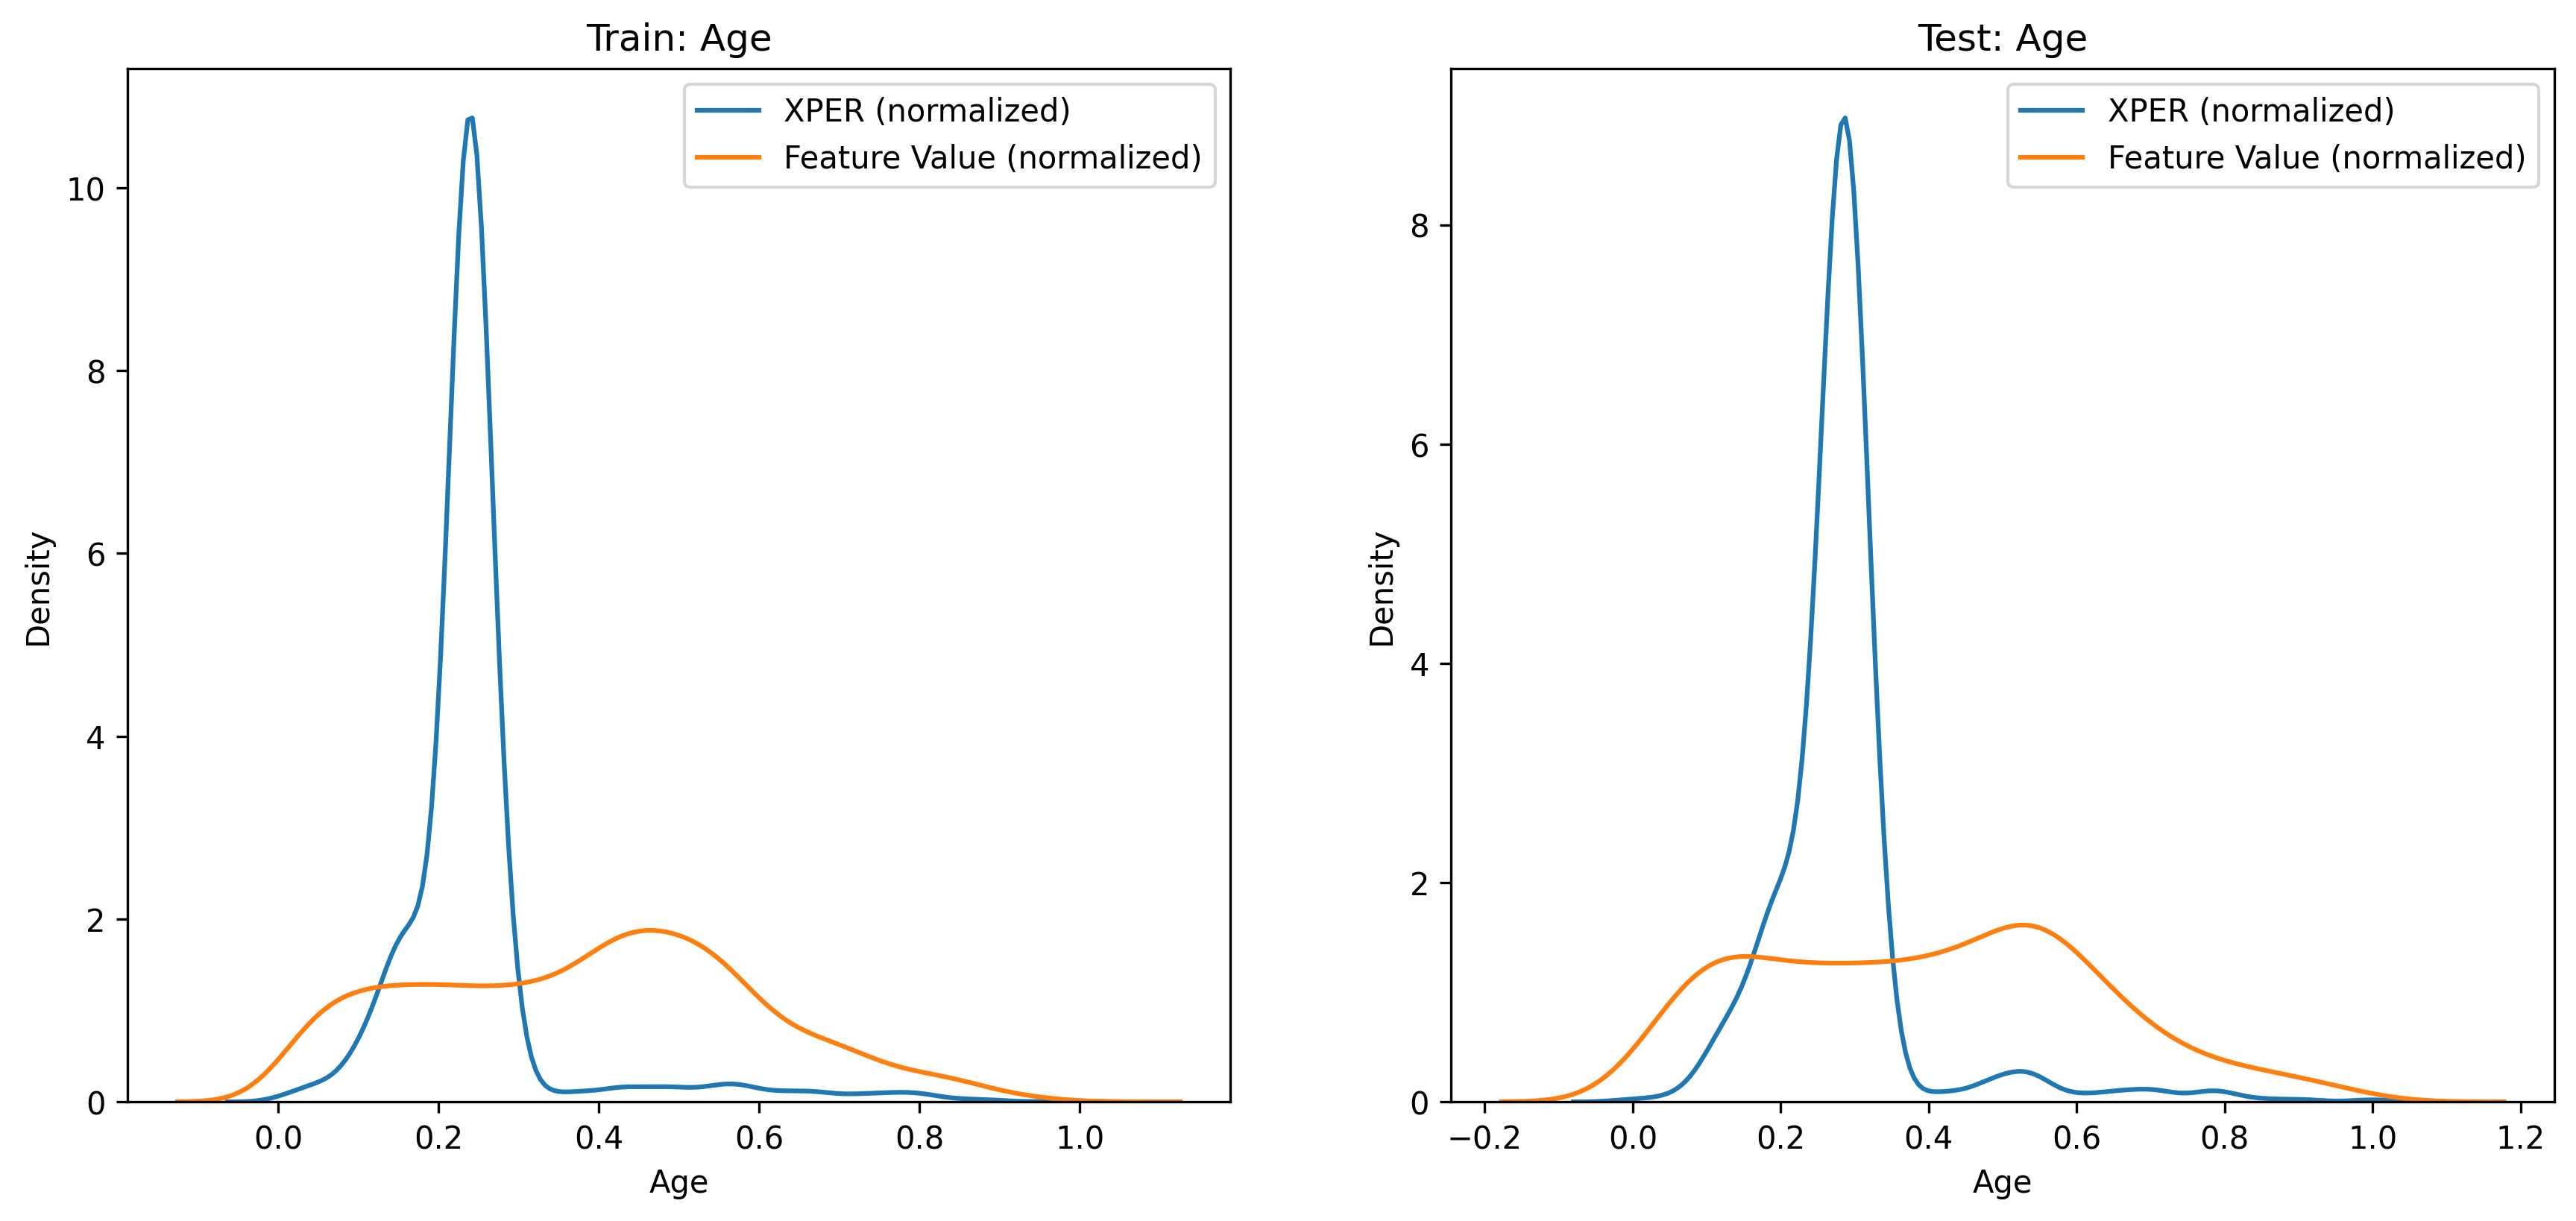 Train: Age
XPER (normalized)
Feature Value (normalized)
10
8
6
4
2
0
Density
0.0 0.2 0.4 0.6 0.8 1.0
Age
Test: Age
XPER (normalized)
Feature Value (normalized)
8
6
4
2
0
Density
−0.2 0.0 0.2 0.4 0.6 0.8 1.0 1.2
Age